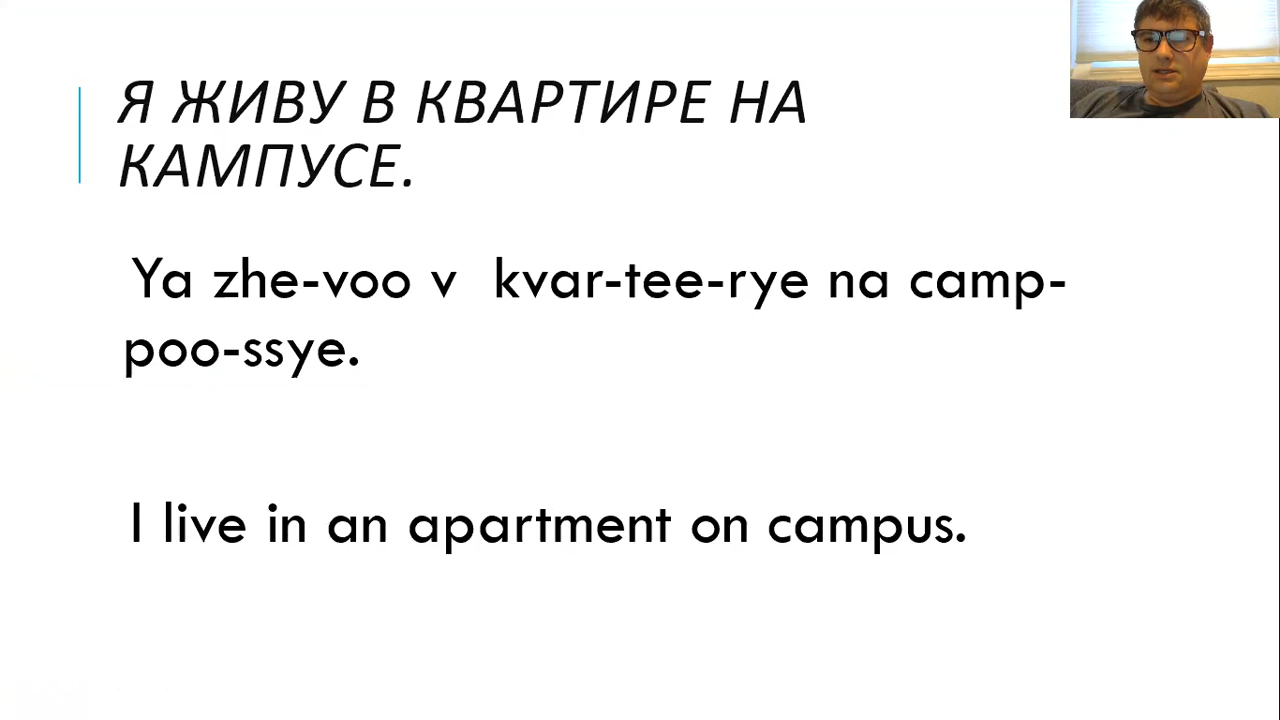 Я ЖИВУ В КВАРТИРЕ НА
КАМПУСЕ.
Ya zhe-voo v kvar-tee-rye na camp-
poo-ssye.
I live in an apartment on campus.